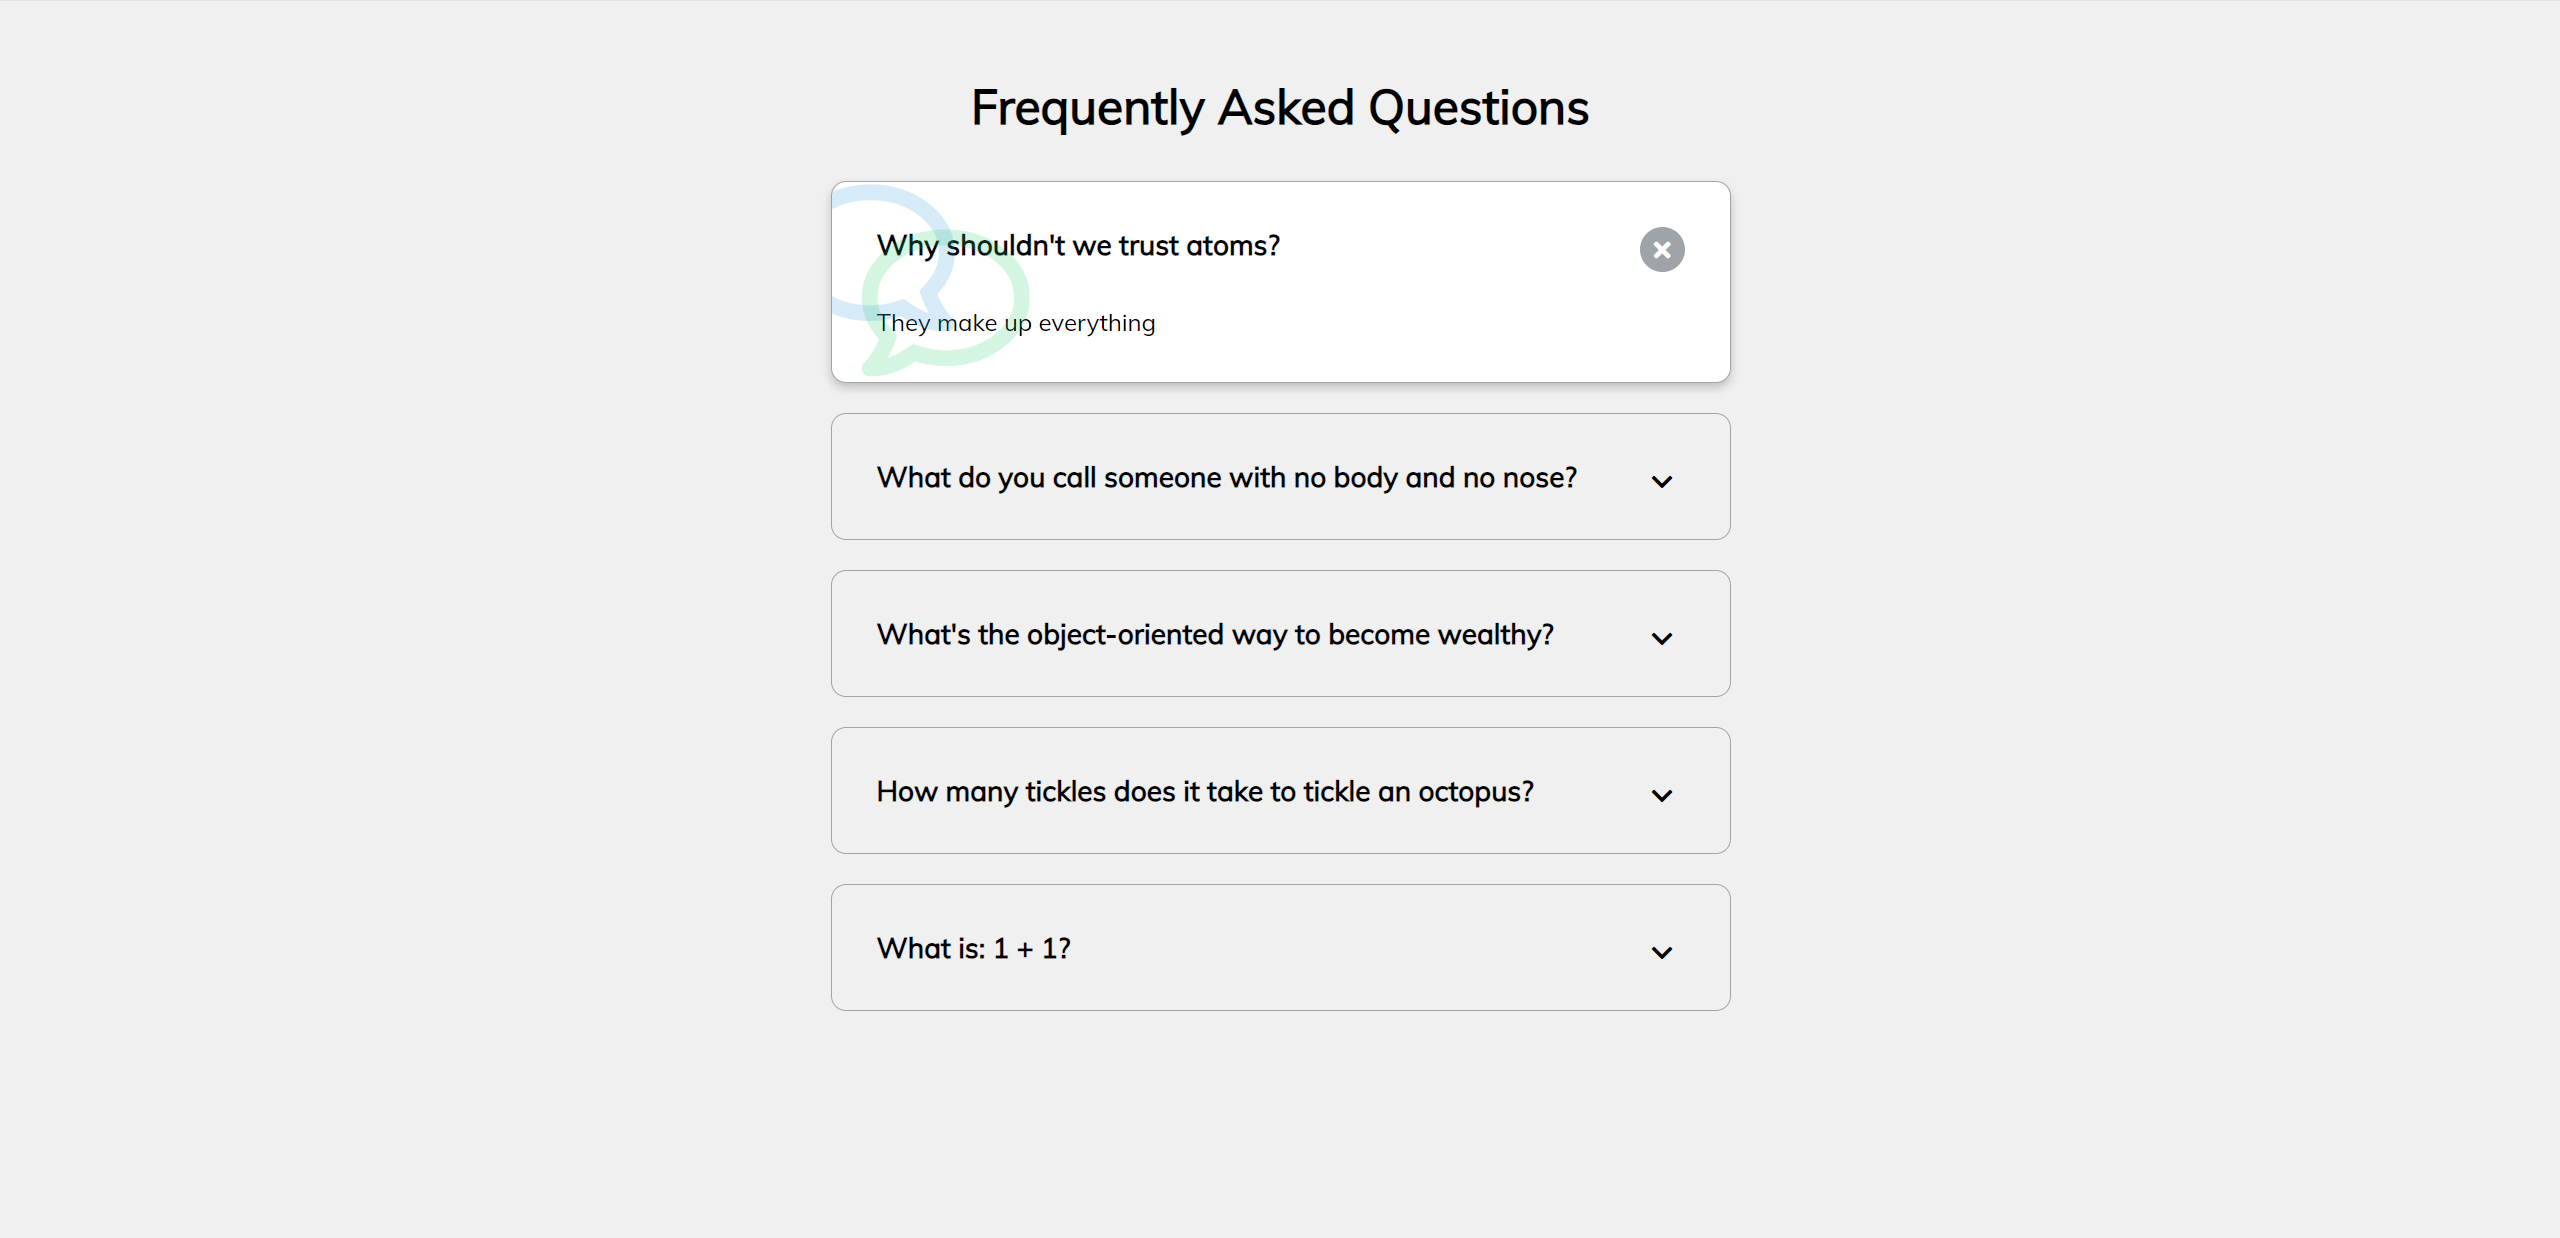 Frequently Asked Questions
Why shouldn't we trust atoms?
They make up everything
What do you call someone with no body and no nose?
What's the object-oriented way to become wealthy?
How many tickles does it take to tickle an octopus?
What is: 1 + 1?